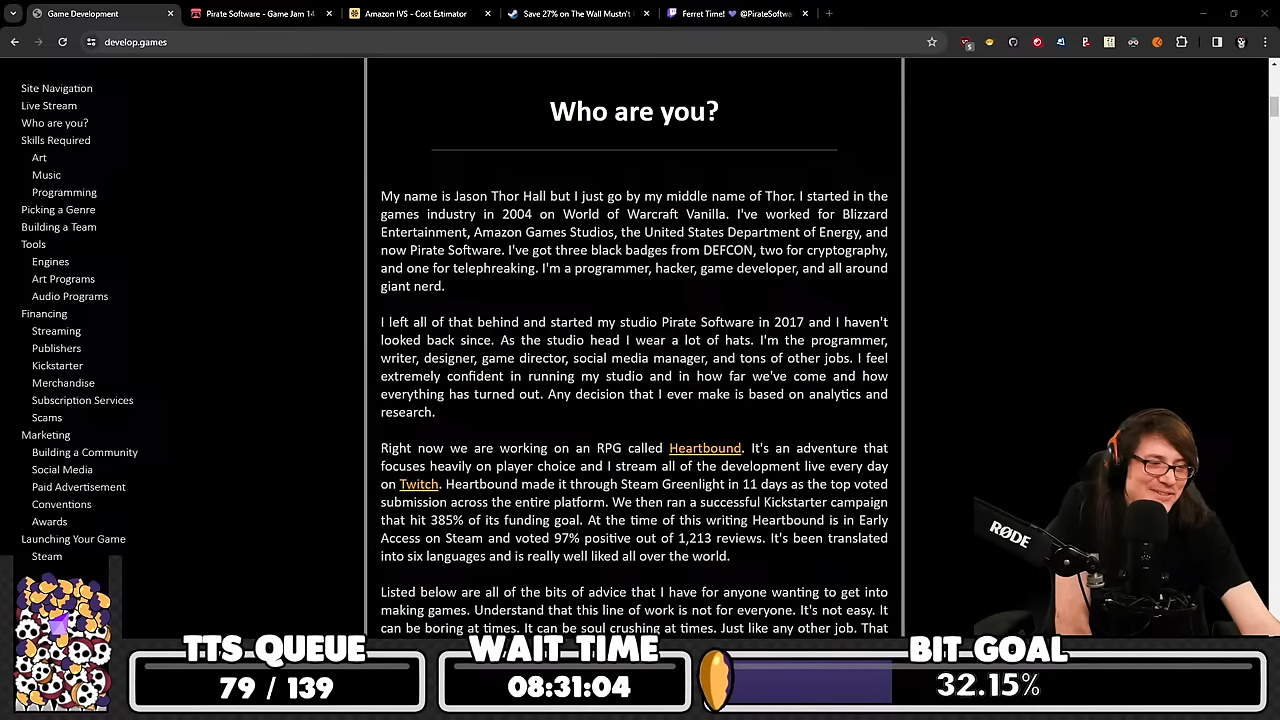 Game Development
Pirate Software - Game Jam 14
Amazon IVS - Cost Estimator
Save 27% on The Wall Mustn't
Ferret Time! 💜 @PirateSoftwa
develop.games
Site Navigation
Live Stream
Who are you?
Skills Required
Art
Music
Programming
Picking a Genre
Building a Team
Tools
Engines
Art Programs
Audio Programs
Financing
Streaming
Publishers
Kickstarter
Merchandise
Subscription Services
Scams
Marketing
Building a Community
Social Media
Paid Advertisement
Conventions
Awards
Launching Your Game
Steam
Who are you?
My name is Jason Thor Hall but I just go by my middle name of Thor. I started in the
games industry in 2004 on World of Warcraft Vanilla. I've worked for Blizzard
Entertainment, Amazon Games Studios, the United States Department of Energy, and
now Pirate Software. I've got three black badges from DEFCON, two for cryptography,
and one for telephreaking. I'm a programmer, hacker, game developer, and all around
giant nerd.
I left all of that behind and started my studio Pirate Software in 2017 and I haven't
looked back since. As the studio head I wear a lot of hats. I'm the programmer,
writer, designer, game director, social media manager, and tons of other jobs. I feel
extremely confident in running my studio and in how far we've come and how
everything has turned out. Any decision that I ever make is based on analytics and
research.
Right now we are working on an RPG called Heartbound. It's an adventure that
focuses heavily on player choice and I stream all of the development live every day
on Twitch. Heartbound made it through Steam Greenlight in 11 days as the top voted
submission across the entire platform. We then ran a successful Kickstarter campaign
that hit 385% of its funding goal. At the time of this writing Heartbound is in Early
Access on Steam and voted 97% positive out of 1,213 reviews. It's been translated
into six languages and is really well liked all over the world.
Listed below are all of the bits of advice that I have for anyone wanting to get into
making games. Understand that this line of work is not for everyone. It's not easy. It
can be boring at times. It can be soul crushing at times. Just like any other job. That
RØDE
TTS QUEUE
79 / 139
WAIT TIME
08:31:04
BIT GOAL
32.15%